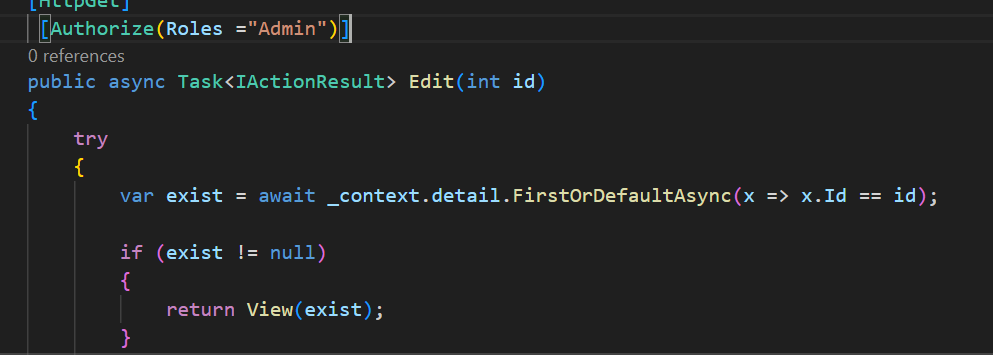 [HttpGet]
[Authorize(Roles ="Admin")]
0 references
public async Task<IActionResult> Edit(int id)
{
try
{
var exist = await _context.detail.FirstOrDefaultAsync(x => x.Id == id);
if (exist != null)
{
return View(exist);
}